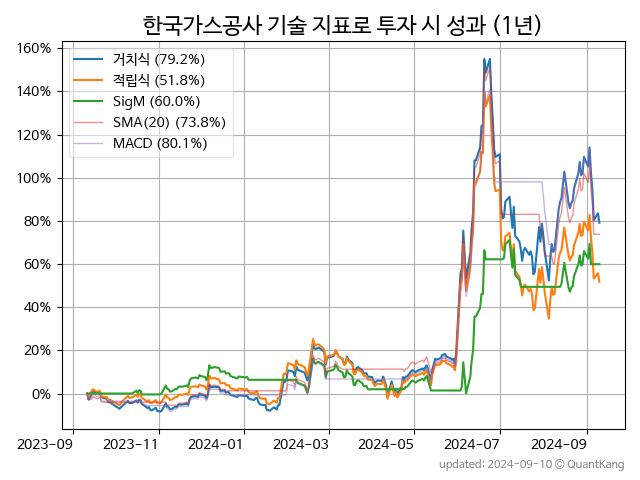 한국가스공사 기술 지표로 투자 시 성과 (1년)
160%
140%
120%
100%
80%
60%
40%
20%
0%
거치식 (79.2%)
적립식 (51.8%)
SigM (60.0%)
SMA(20) (73.8%)
MACD (80.1%)
2023-09 2023-11 2024-01 2024-03 2024-05 2024-07 2024-09
updated: 2024-09-10 © QuantKang